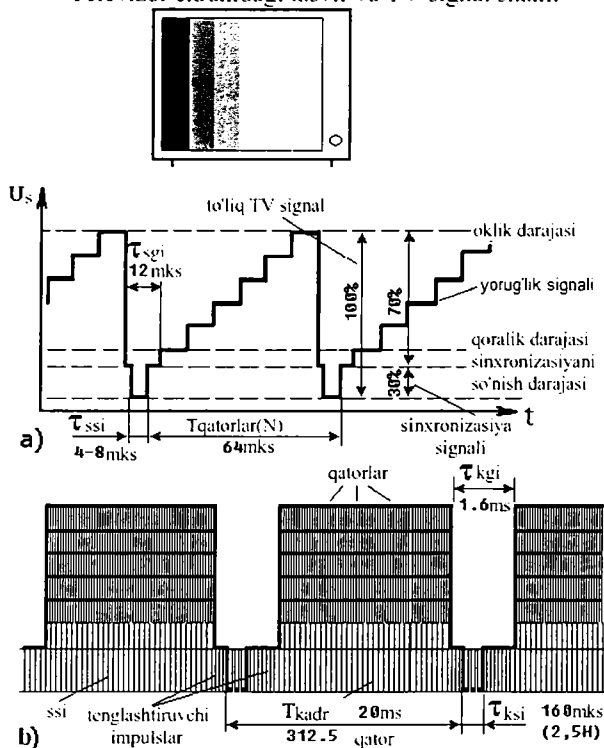 U_s
to'liq TV signal
oklik darajasi
τ_sgi
12 mks
100%
70%
yorug'lik signali
qoralik darajasi
sinxronizasiyani
so'nish darajasi
30%
t
a)
τ_ssi
4-8mks
Tqatorlar(N)
64mks
sinxronizasiya
signali
qatorlar
τ_kgi
1.6ms
ssi
tenglashtiruvchi
impulslar
T_kadr 20ms
312.5 qator
τ_ksi 160mks
(2,5H)
b)